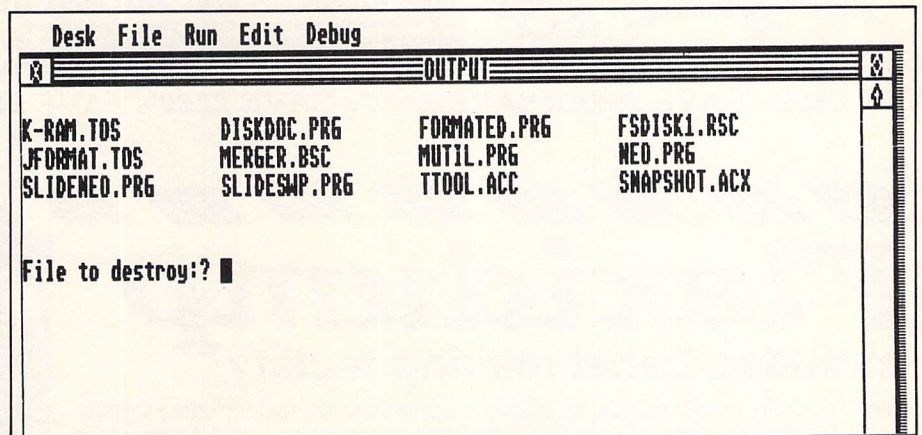 Desk File Run Edit Debug
OUTPUT
K-RAM.TOS DISKDOC.PRG FORMATED.PRG FSDISK1.RSC
JFORMAT.TOS MERGER.BSC MUTIL.PRG NEO.PRG
SLIDENEO.PRG SLIDESWP.PRG TTOOL.ACC SNAPSHOT.ACX
File to destroy:?